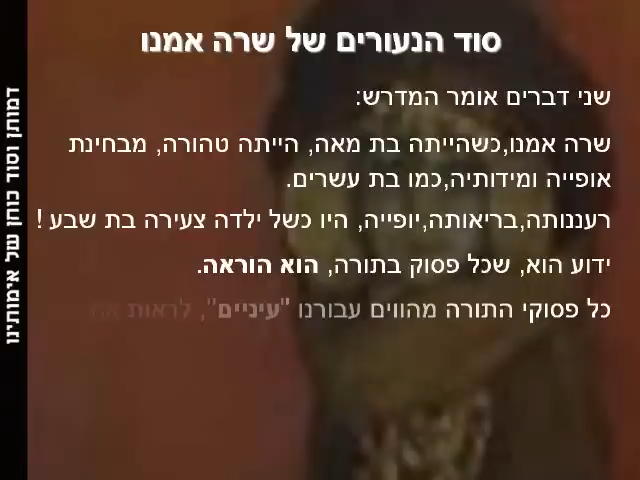 סוד הנעורים של שרה אמנו
שני דברים אומר המדרש:
שרה אמנו,כשהייתה בת מאה, הייתה טהורה, מבחינת
אופייה ומידותיה,כמו בת עשרים.
רעננותה,בריאותה,יופייה, היו כשל ילדה צעירה בת שבע !
ידוע הוא, שכל פסוק בתורה, הוא הוראה.
כל פסוקי התורה מהווים עבורנו "עיניים", לראות את
דמותן וסוד כוחן של אימותינו